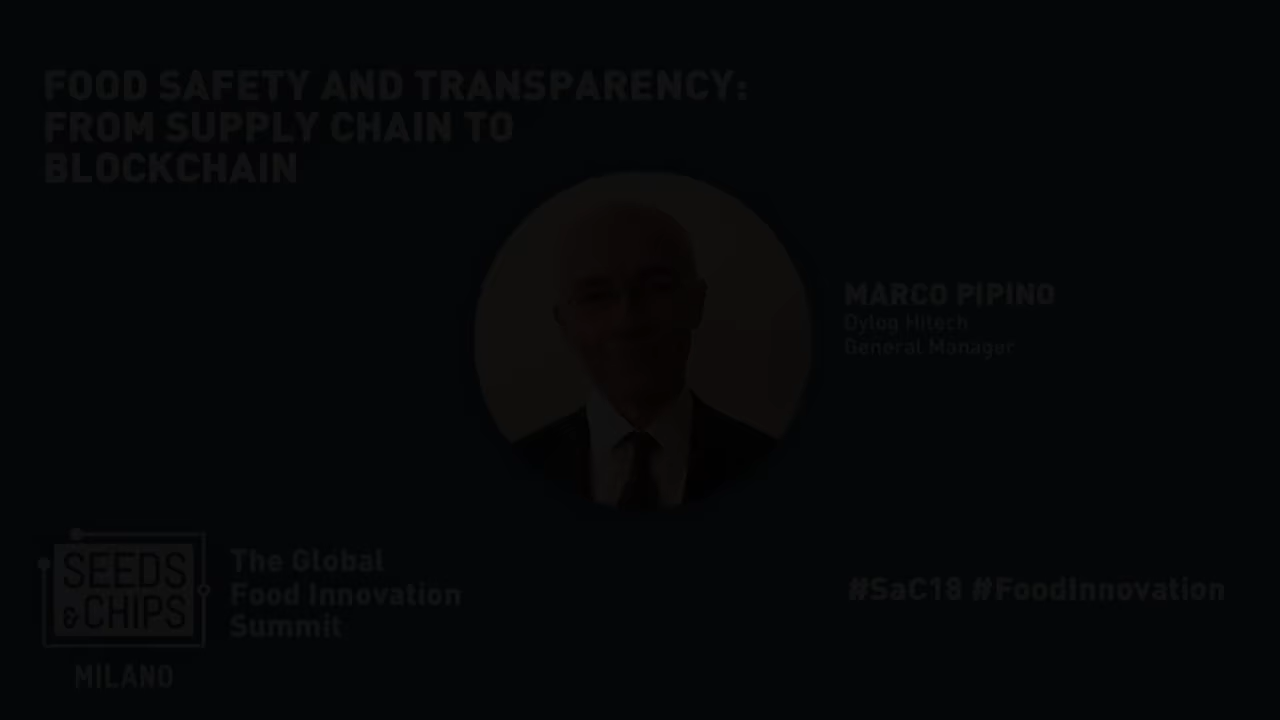 FOOD SAFETY AND TRANSPARENCY:
FROM SUPPLY CHAIN TO
BLOCKCHAIN
MARCO PIPINO
Dylog Hitech
General Manager
SEEDS
&CHIPS
MILANO
The Global
Food Innovation
Summit
#SaC18 #FoodInnovation